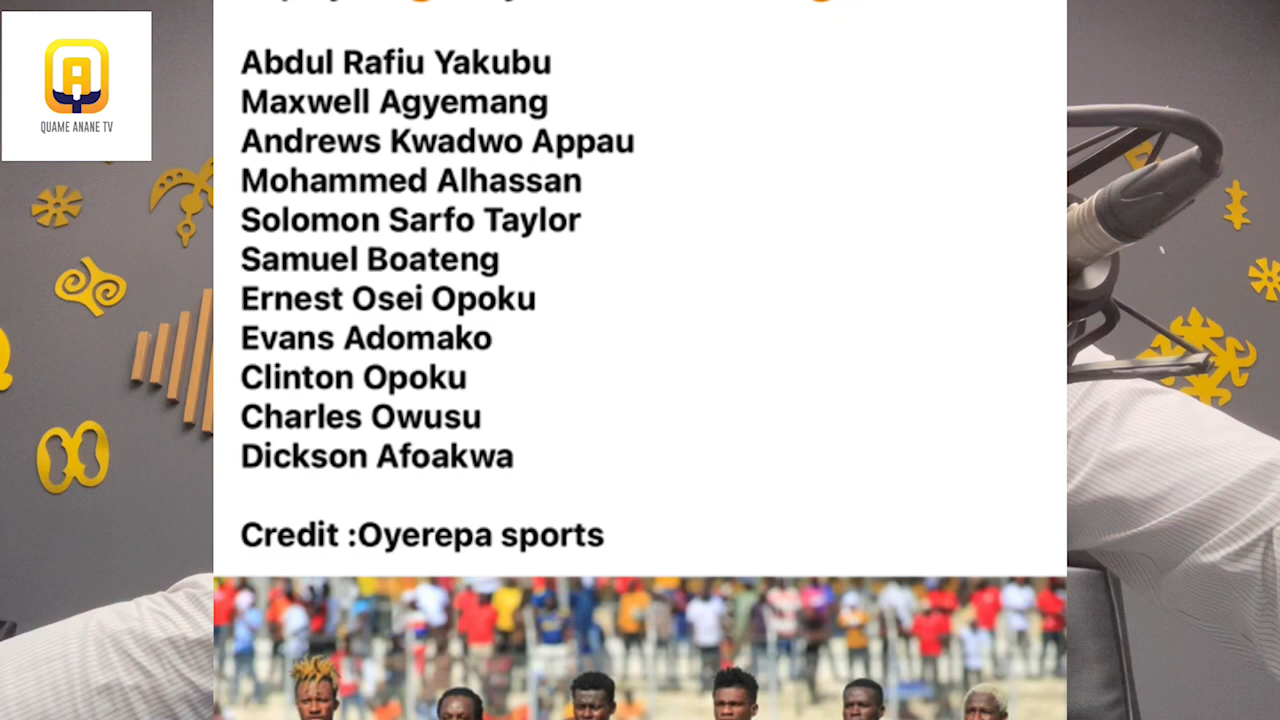 QUAME ANANE TV
Abdul Rafiu Yakubu
Maxwell Agyemang
Andrews Kwadwo Appau
Mohammed Alhassan
Solomon Sarfo Taylor
Samuel Boateng
Ernest Osei Opoku
Evans Adomako
Clinton Opoku
Charles Owusu
Dickson Afoakwa
Credit :Oyerepa sports